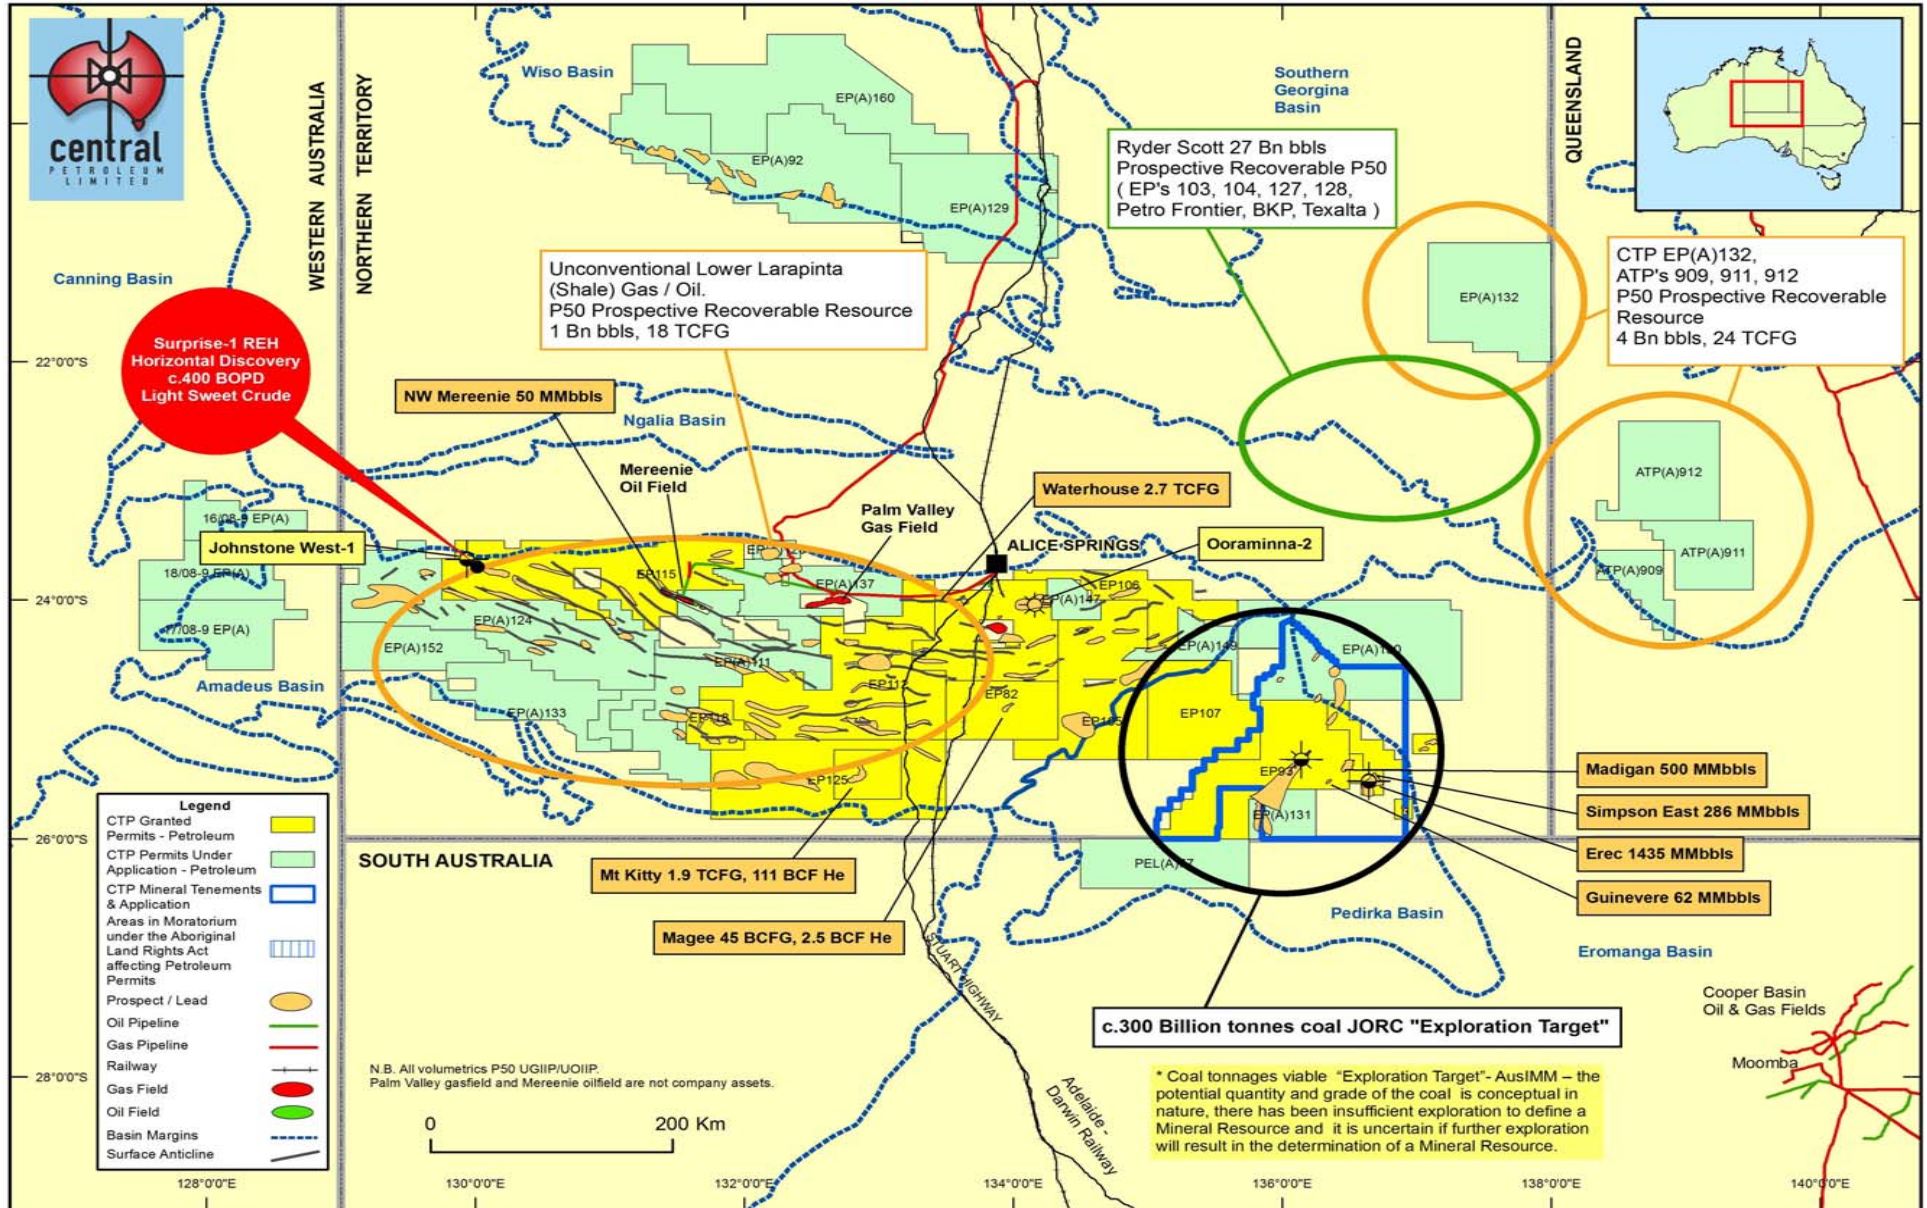 central
PETROLEUM
LIMITED
WESTERN AUSTRALIA
NORTHERN TERRITORY
QUEENSLAND
SOUTH AUSTRALIA
Wiso Basin
Southern
Georgina
Basin
Canning Basin
Ngalia Basin
Amadeus Basin
Pedirka Basin
Eromanga Basin
EP(A)160
EP(A)92
EP(A)129
EP(A)132
Ryder Scott 27 Bn bbls
Prospective Recoverable P50
( EP's 103, 104, 127, 128,
Petro Frontier, BKP, Texalta )
CTP EP(A)132,
ATP's 909, 911, 912
P50 Prospective Recoverable
Resource
4 Bn bbls, 24 TCFG
Unconventional Lower Larapinta
(Shale) Gas / Oil.
P50 Prospective Recoverable Resource
1 Bn bbls, 18 TCFG
Surprise-1 REH
Horizontal Discovery
c.400 BOPD
Light Sweet Crude
NW Mereenie 50 MMbbls
Mereenie
Oil Field
Palm Valley
Gas Field
Waterhouse 2.7 TCFG
Ooraminna-2
ALICE SPRINGS
Johnstone West-1
16/08-9 EP(A)
18/08-9 EP(A)
17/08-9 EP(A)
ATP(A)912
ATP(A)911
ATP(A)909
EP115
EP(A)137
EP106
EP(A)147
EP(A)124
EP(A)152
EP(A)111
EP(A)149
EP112
EP82
EP107
EP(A)133
EP118
EP125
EP93
EP(A)131
Madigan 500 MMbbls
Simpson East 286 MMbbls
Erec 1435 MMbbls
Guinevere 62 MMbbls
Mt Kitty 1.9 TCFG, 111 BCF He
Magee 45 BCFG, 2.5 BCF He
c.300 Billion tonnes coal JORC "Exploration Target"
STUART HIGHWAY
Adelaide -
Darwin Railway
Cooper Basin
Oil & Gas Fields
Moomba
Legend
CTP Granted
Permits - Petroleum
CTP Permits Under
Application - Petroleum
CTP Mineral Tenements
& Application
Areas in Moratorium
under the Aboriginal
Land Rights Act
affecting Petroleum
Permits
Prospect / Lead
Oil Pipeline
Gas Pipeline
Railway
Gas Field
Oil Field
Basin Margins
Surface Anticline
N.B. All volumetrics P50 UGIIP/UOIIP.
Palm Valley gasfield and Mereenie oilfield are not company assets.
0 200 Km
* Coal tonnages viable “Exploration Target”- AusIMM – the
potential quantity and grade of the coal is conceptual in
nature, there has been insufficient exploration to define a
Mineral Resource and it is uncertain if further exploration
will result in the determination of a Mineral Resource.
22°0'0"S
24°0'0"S
26°0'0"S
28°0'0"S
128°0'0"E
130°0'0"E
132°0'0"E
134°0'0"E
136°0'0"E
138°0'0"E
140°0'0"E